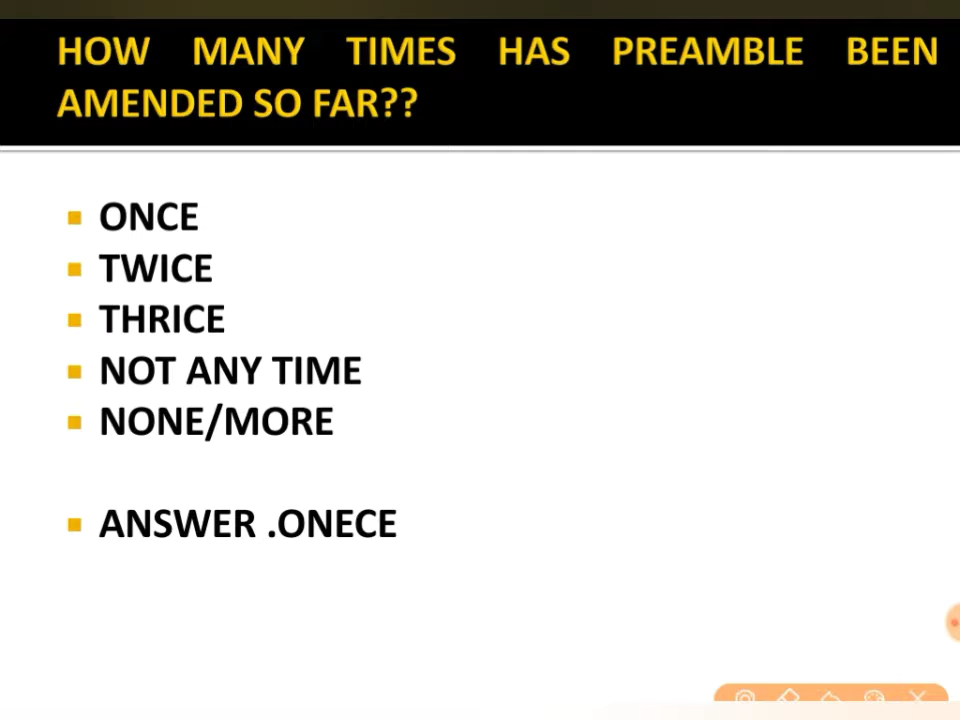 HOW MANY TIMES HAS PREAMBLE BEEN
AMENDED SO FAR??
ONCE
TWICE
THRICE
NOT ANY TIME
NONE/MORE
ANSWER .ONECE